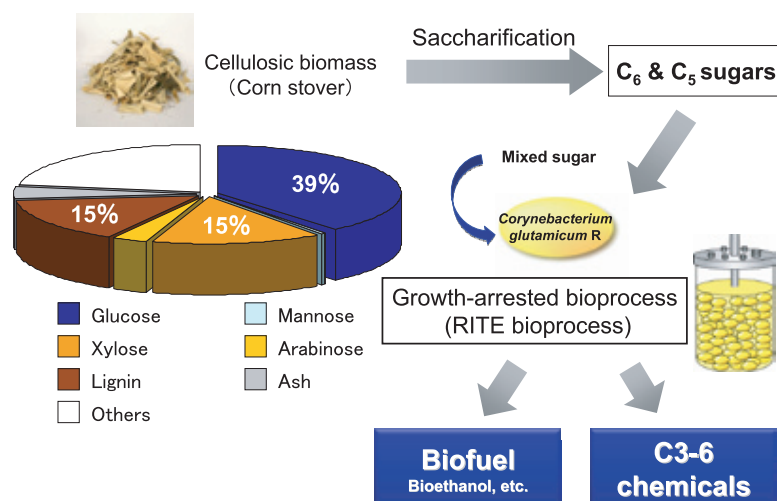 Saccharification
Cellulosic biomass
（Corn stover）
C6 & C5 sugars
39%
15%
15%
Mixed sugar
Corynebacterium
glutamicum R
Growth-arrested bioprocess
(RITE bioprocess)
Glucose
Mannose
Xylose
Arabinose
Lignin
Ash
Others
Biofuel
Bioethanol, etc.
C3-6
chemicals